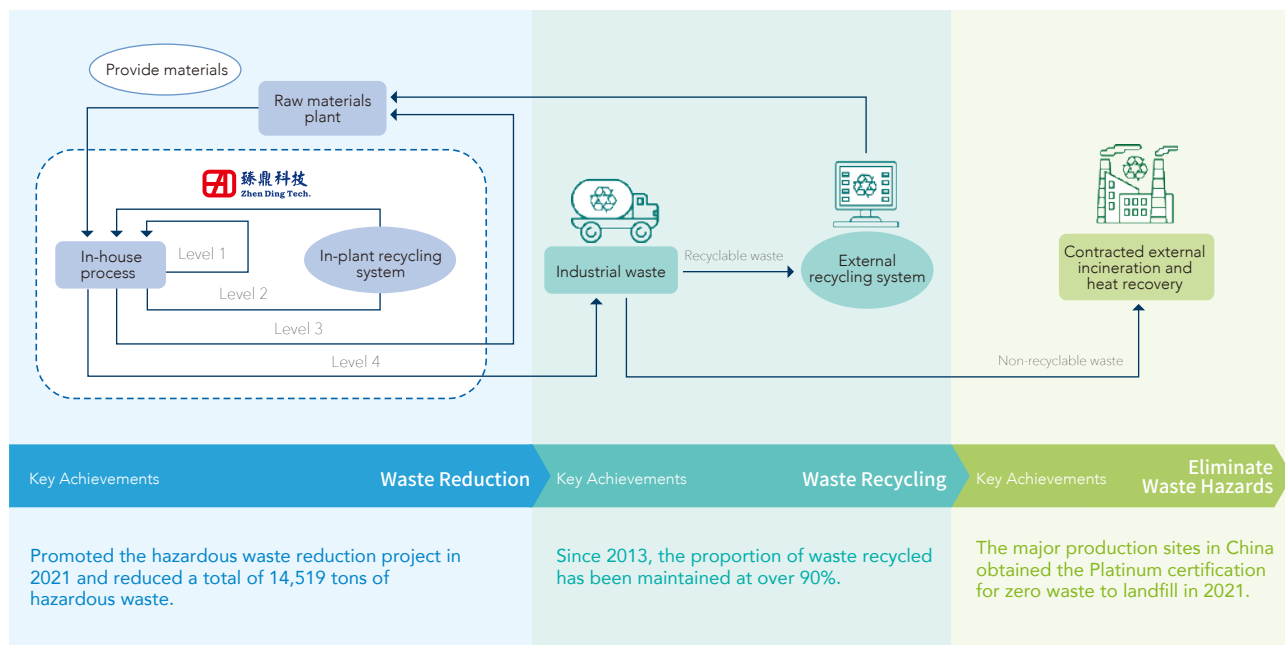 Provide materials
Raw materials
plant
臻鼎科技
Zhen Ding Tech.
In-house
process
Level 1
In-plant recycling
system
Level 2
Level 3
Level 4
Industrial waste
Recyclable waste
External
recycling system
Contracted external
incineration and
heat recovery
Non-recyclable waste
Key Achievements
Waste Reduction
Key Achievements
Waste Recycling
Key Achievements
Eliminate
Waste Hazards
Promoted the hazardous waste reduction project in
2021 and reduced a total of 14,519 tons of
hazardous waste.
Since 2013, the proportion of waste recycled
has been maintained at over 90%.
The major production sites in China
obtained the Platinum certification
for zero waste to landfill in 2021.